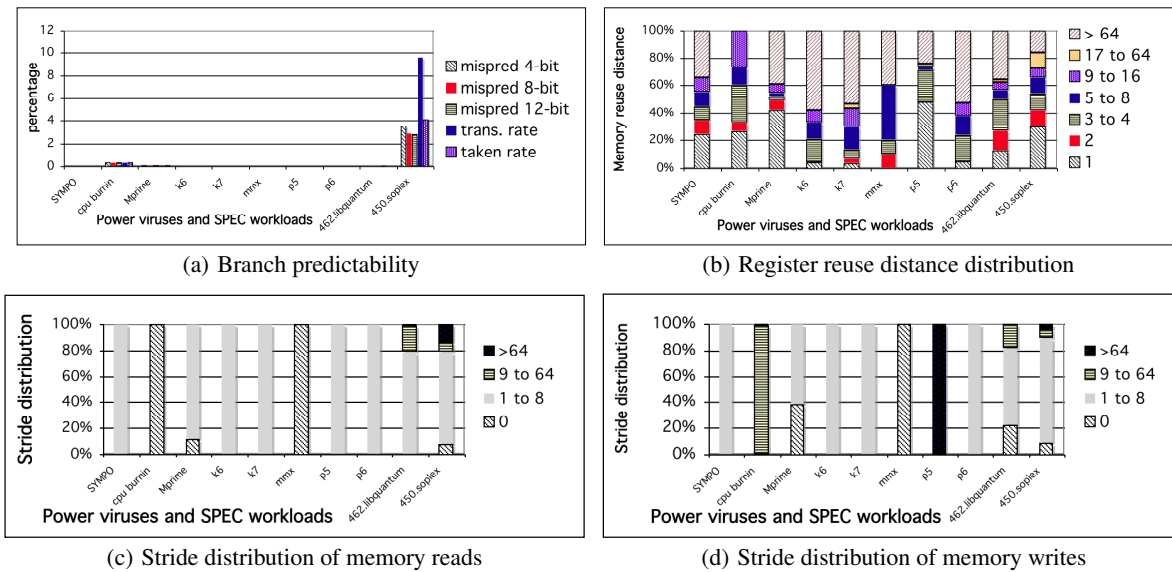 12
10
8
6
4
2
0
percentage
SYMPO
cpu burnin
Mprime
k6
k7
mnx
p5
p6
462.libquantum
450.soplex
Power viruses and SPEC workloads
mispred 4-bit
mispred 8-bit
mispred 12-bit
trans. rate
taken rate
(a) Branch predictability
100%
80%
60%
40%
20%
0%
Memory reuse distance
SYMPO
cpu burnin
Mprime
k6
k7
mnx
p5
p6
462.libquantum
450.soplex
Power viruses and SPEC workloads
> 64
17 to 64
9 to 16
5 to 8
3 to 4
2
1
(b) Register reuse distance distribution
100%
80%
60%
40%
20%
0%
Stride distribution
SYMPO
cpu burnin
Mprime
k6
k7
mmx
p5
p6
462.libquantum
450.soplex
Power viruses and SPEC workloads
>64
9 to 64
1 to 8
0
(c) Stride distribution of memory reads
100%
80%
60%
40%
20%
0%
Stride distribution
SYMPO
cpu burnin
Mprime
k6
k7
mmx
p5
p6
462.libquantum
450.soplex
Power viruses and SPEC workloads
>64
9 to 64
1 to 8
0
(d) Stride distribution of memory writes